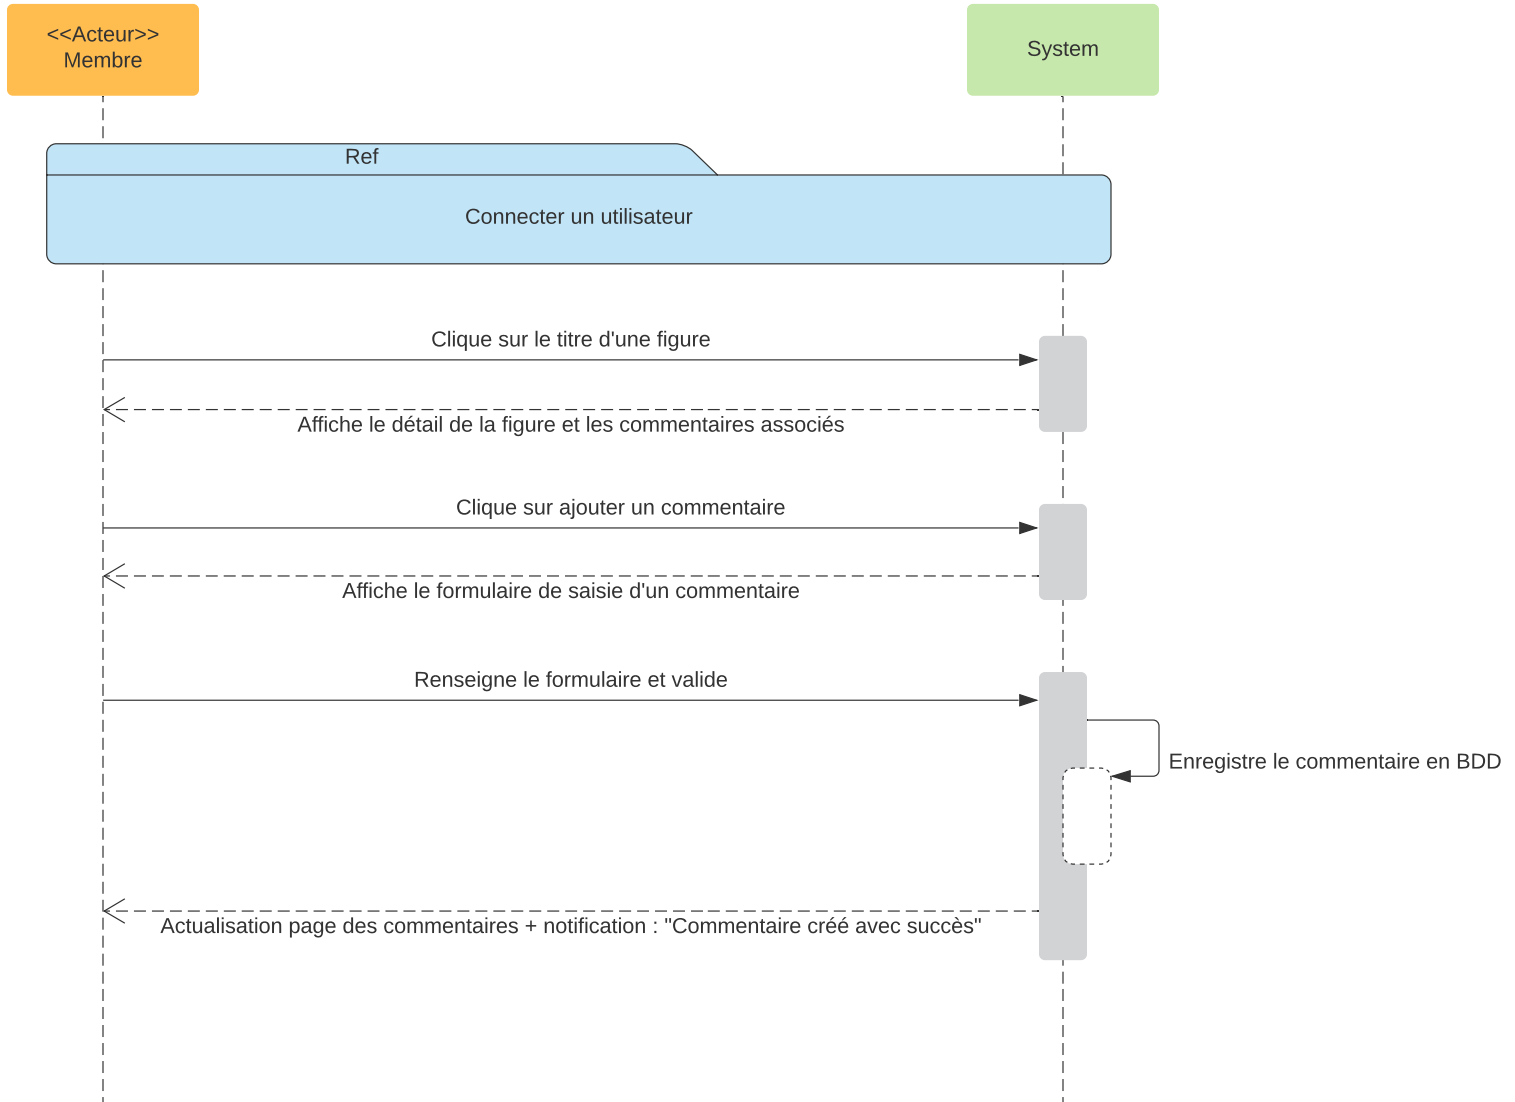 <<Acteur>>
Membre
System
Ref
Connecter un utilisateur
Clique sur le titre d'une figure
Affiche le détail de la figure et les commentaires associés
Clique sur ajouter un commentaire
Affiche le formulaire de saisie d'un commentaire
Renseigne le formulaire et valide
Enregistre le commentaire en BDD
Actualisation page des commentaires + notification : "Commentaire créé avec succès"